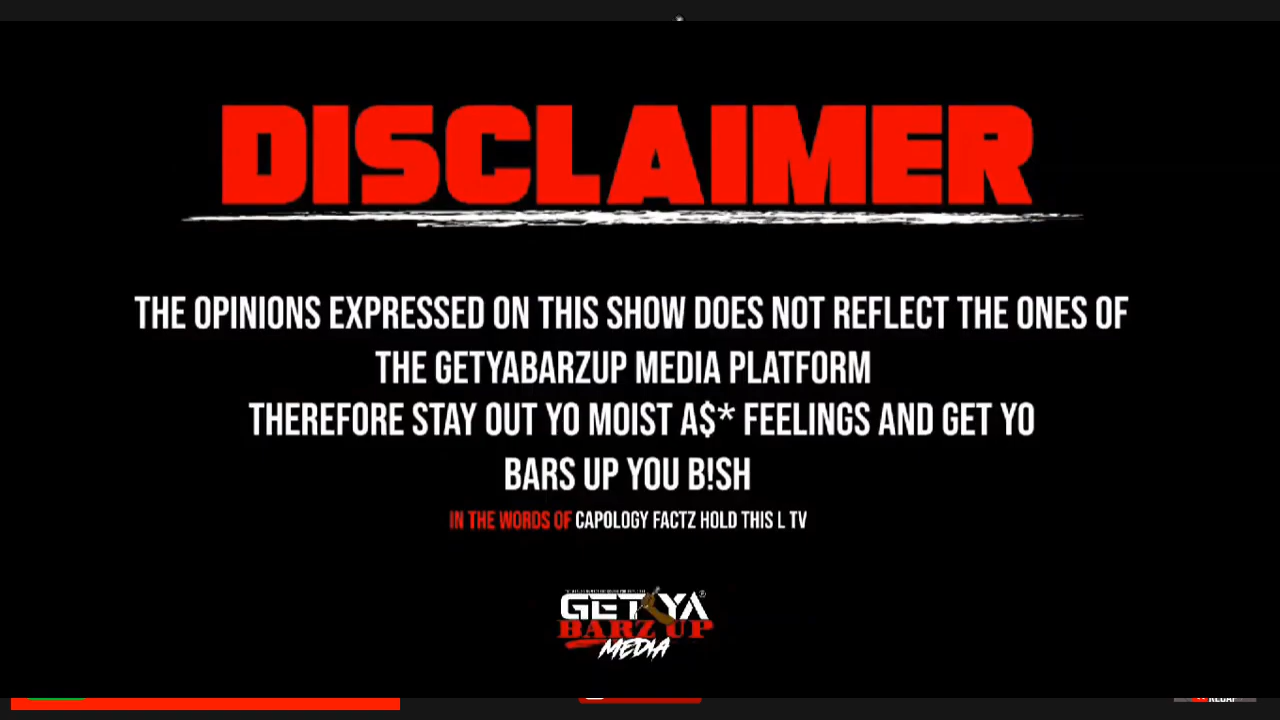 DISCLAIMER
THE OPINIONS EXPRESSED ON THIS SHOW DOES NOT REFLECT THE ONES OF
THE GETYABARZUP MEDIA PLATFORM
THEREFORE STAY OUT YO MOIST A$* FEELINGS AND GET YO
BARS UP YOU B!SH
IN THE WORDS OF CAPOLOGY FACTZ HOLD THIS L TV
GET YA®
BARZ UP
MEDIA